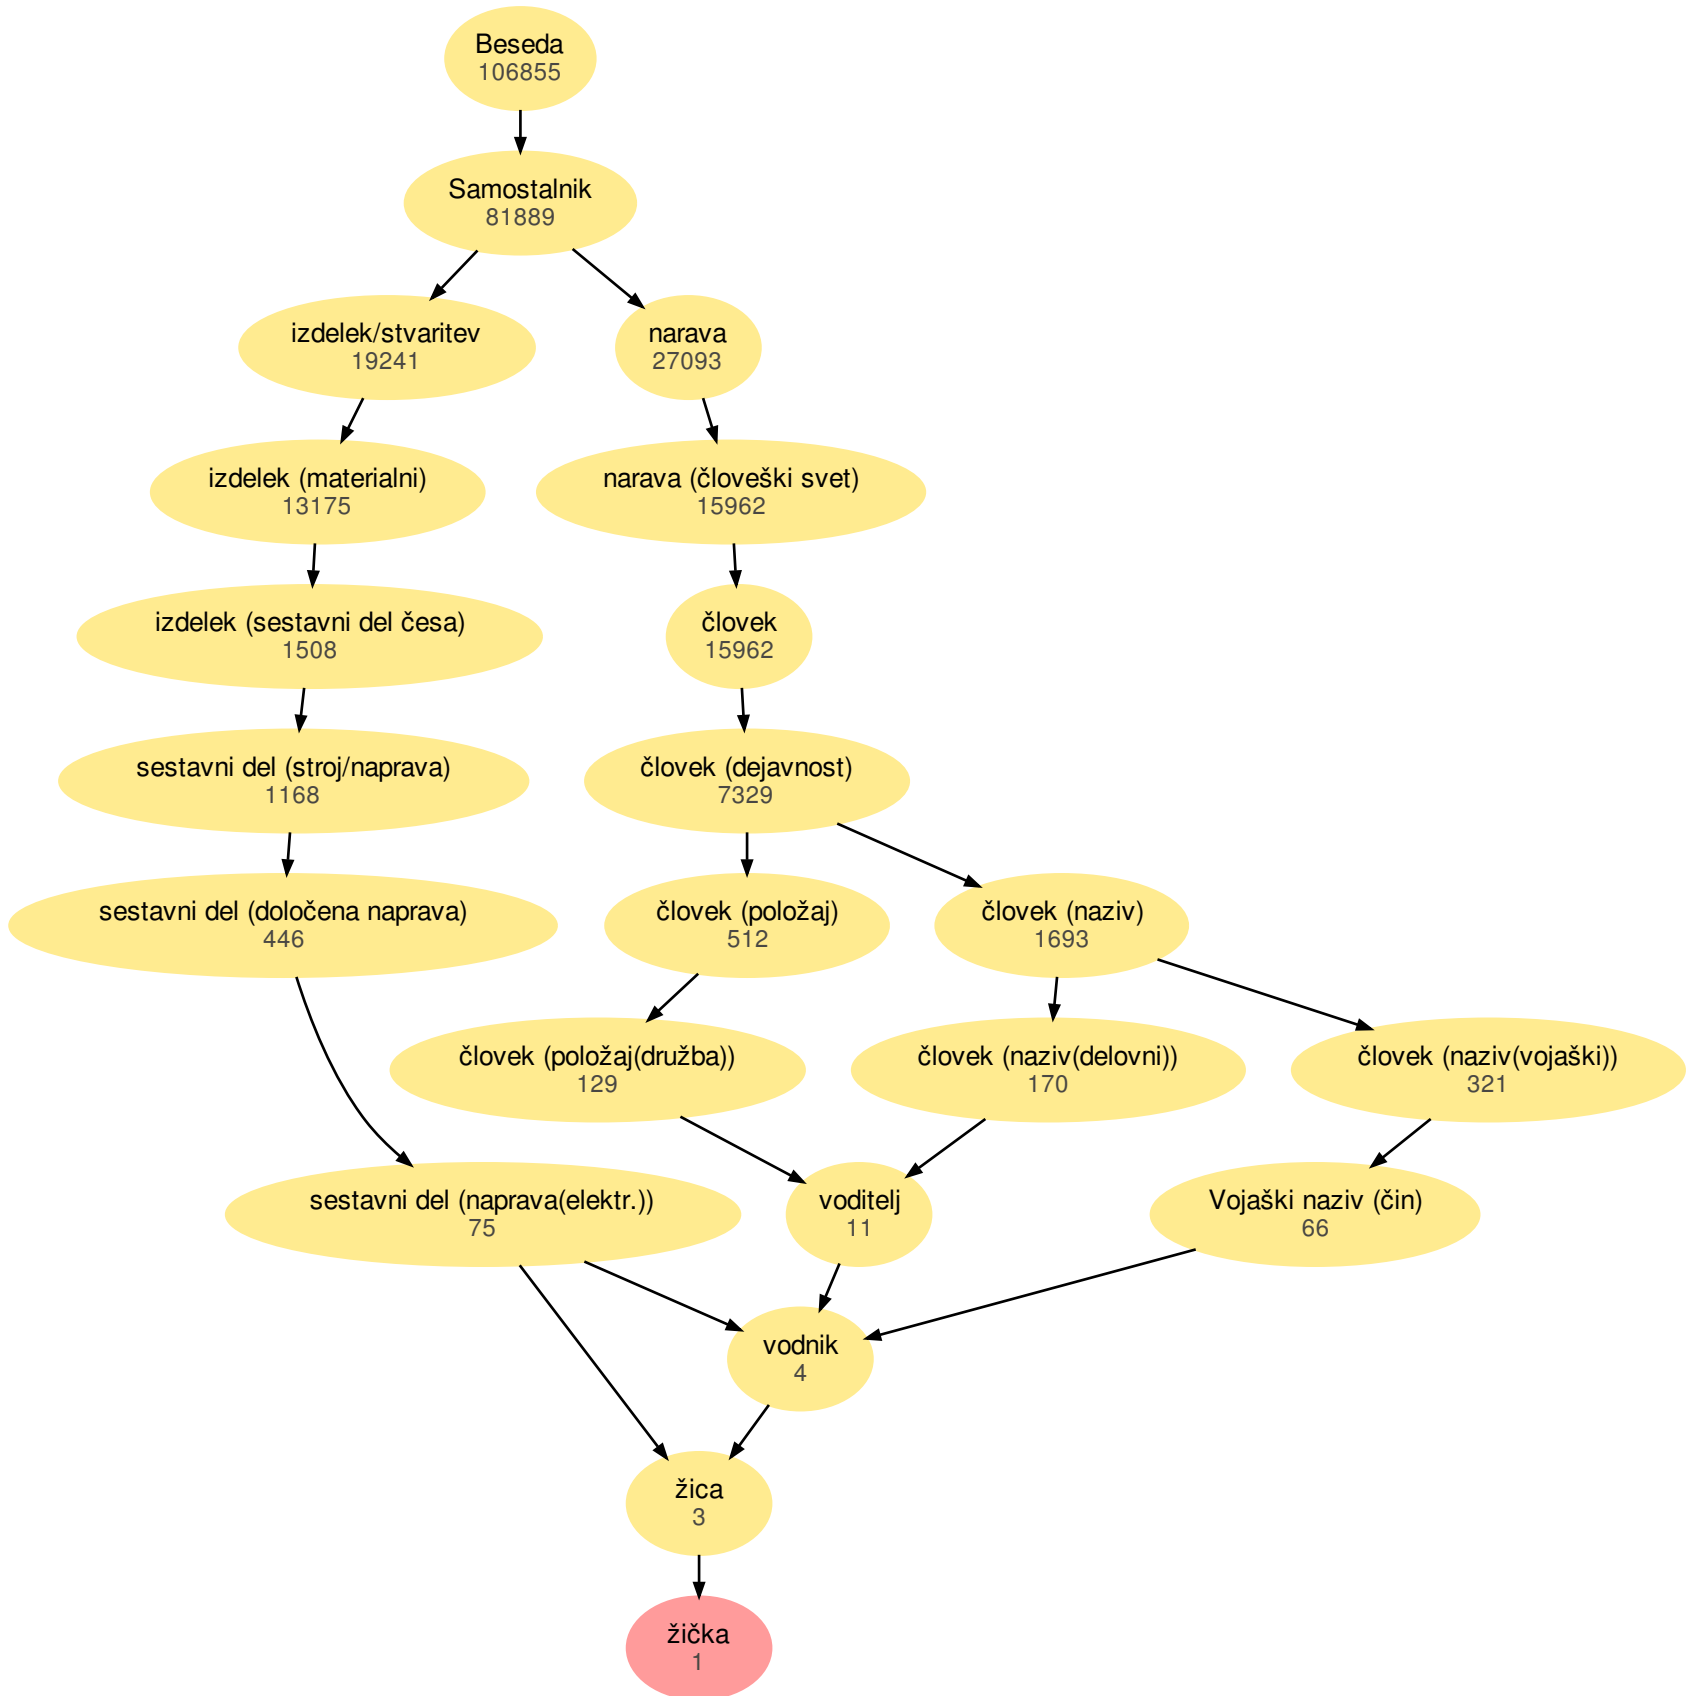 Beseda
106855
Samostalnik
81889
izdelek/stvaritev
19241
narava
27093
izdelek (materialni)
13175
narava (človeški svet)
15962
izdelek (sestavni del česa)
1508
človek
15962
sestavni del (stroj/naprava)
1168
človek (dejavnost)
7329
sestavni del (določena naprava)
446
človek (položaj)
512
človek (naziv)
1693
človek (položaj(družba))
129
človek (naziv(delovni))
170
človek (naziv(vojaški))
321
sestavni del (naprava(elektr.))
75
voditelj
11
Vojaški naziv (čin)
66
vodnik
4
žica
3
žička
1